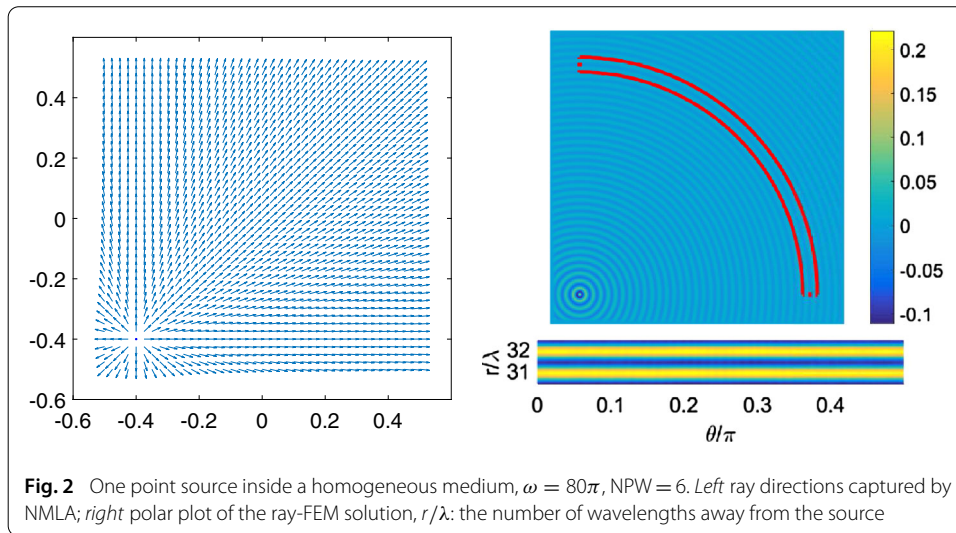 0.4
0.2
0
-0.2
-0.4
-0.6
-0.6 -0.4 -0.2 0 0.2 0.4
0.2
0.15
0.1
0.05
0
-0.05
-0.1
r/λ
32
31
0 0.1 0.2 0.3 0.4
θ/π
Fig. 2 One point source inside a homogeneous medium, ω = 80π, NPW = 6. Left ray directions captured by
NMLA; right polar plot of the ray-FEM solution, r/λ: the number of wavelengths away from the source